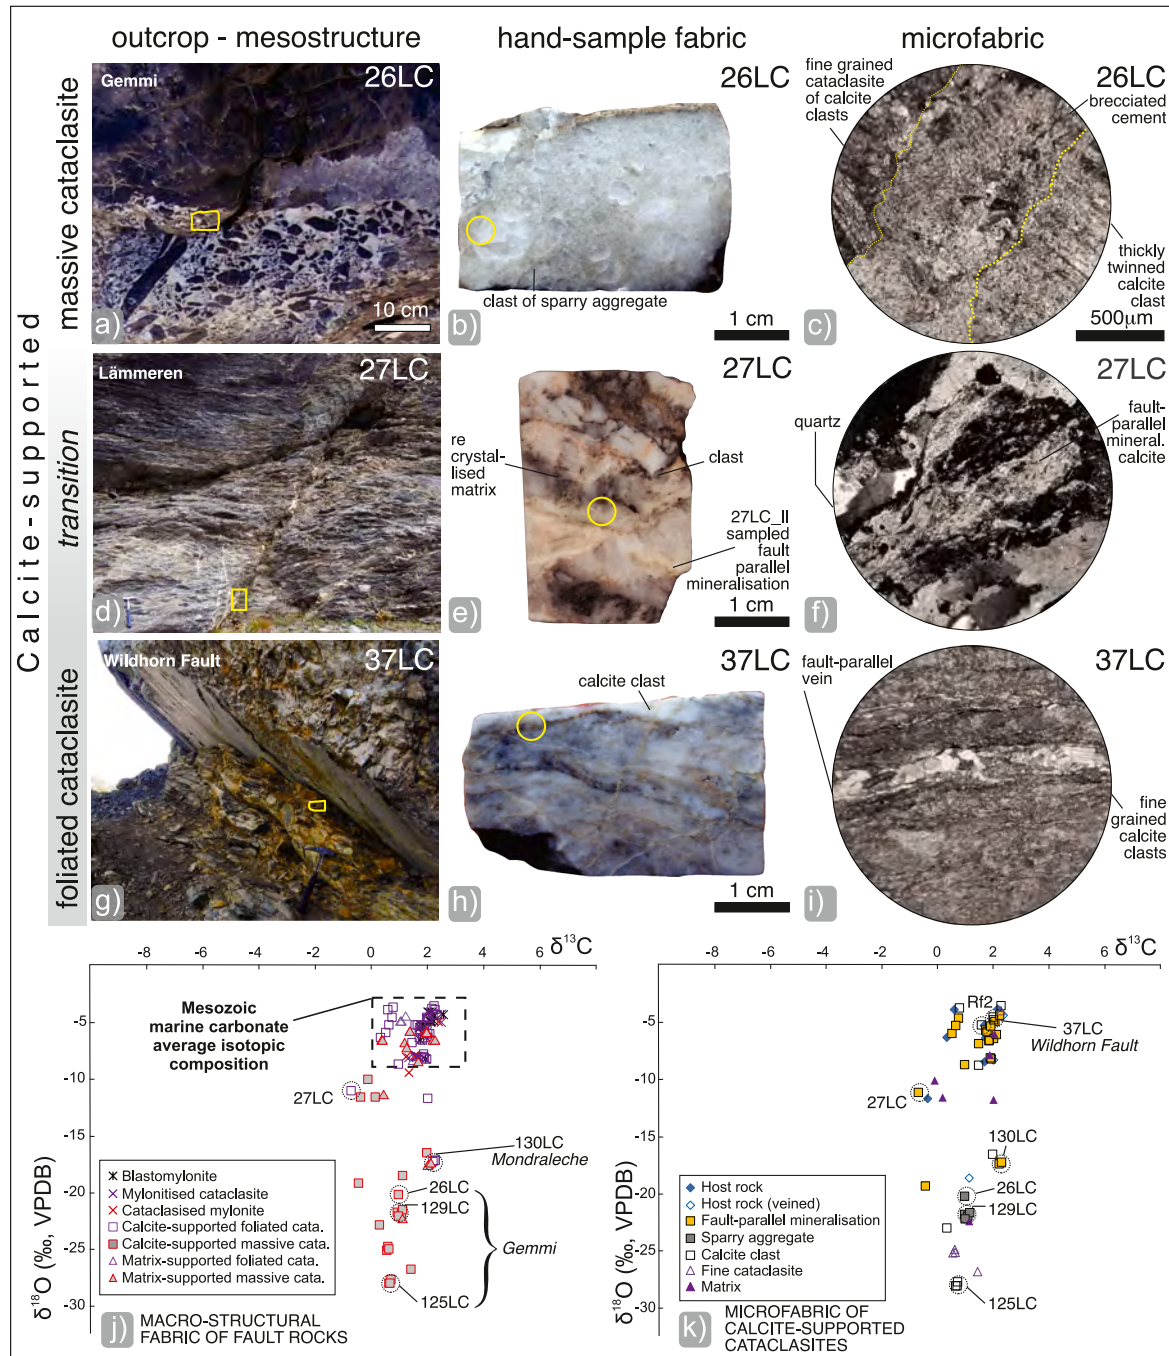 outcrop - mesostructure
hand-sample fabric
microfabric
Calcite-supported
massive cataclasite
transition
foliated cataclasite
Gemmi
26LC
10 cm
a)
26LC
clast of sparry aggregate
b)
1 cm
fine grained
cataclasite
of calcite
clasts
26LC
brecciated
cement
thickly
twinned
calcite
clast
c)
500µm
Lämmeren
27LC
d)
27LC
re
crystal-
lised
matrix
clast
27LC_II
sampled
fault
parallel
mineralisation
e)
1 cm
27LC
quartz
fault-
parallel
mineral.
calcite
f)
Wildhorn Fault
37LC
g)
37LC
calcite clast
h)
1 cm
fault-parallel
vein
37LC
fine
grained
calcite
clasts
i)
-8 -6 -4 -2 0 2 4 6 δ13C
Mesozoic
marine carbonate
average isotopic
composition
-5
-10
-15
-20
-25
-30
δ18O (‰, VPDB)
27LC
130LC
Mondraleche
26LC
129LC
Gemmi
125LC
Blastomylonite
Mylonitised cataclasite
Cataclasised mylonite
Calcite-supported foliated cata.
Calcite-supported massive cata.
Matrix-supported foliated cata.
Matrix-supported massive cata.
j) MACRO-STRUCTURAL
FABRIC OF FAULT ROCKS
-8 -6 -4 -2 0 2 4 6 δ13C
Rf2
37LC
Wildhorn Fault
-5
-10
-15
-20
-25
-30
δ18O (‰, VPDB)
27LC
130LC
26LC
129LC
125LC
Host rock
Host rock (veined)
Fault-parallel mineralisation
Sparry aggregate
Calcite clast
Fine cataclasite
Matrix
k) MICROFABRIC OF
CALCITE-SUPPORTED
CATACLASITES